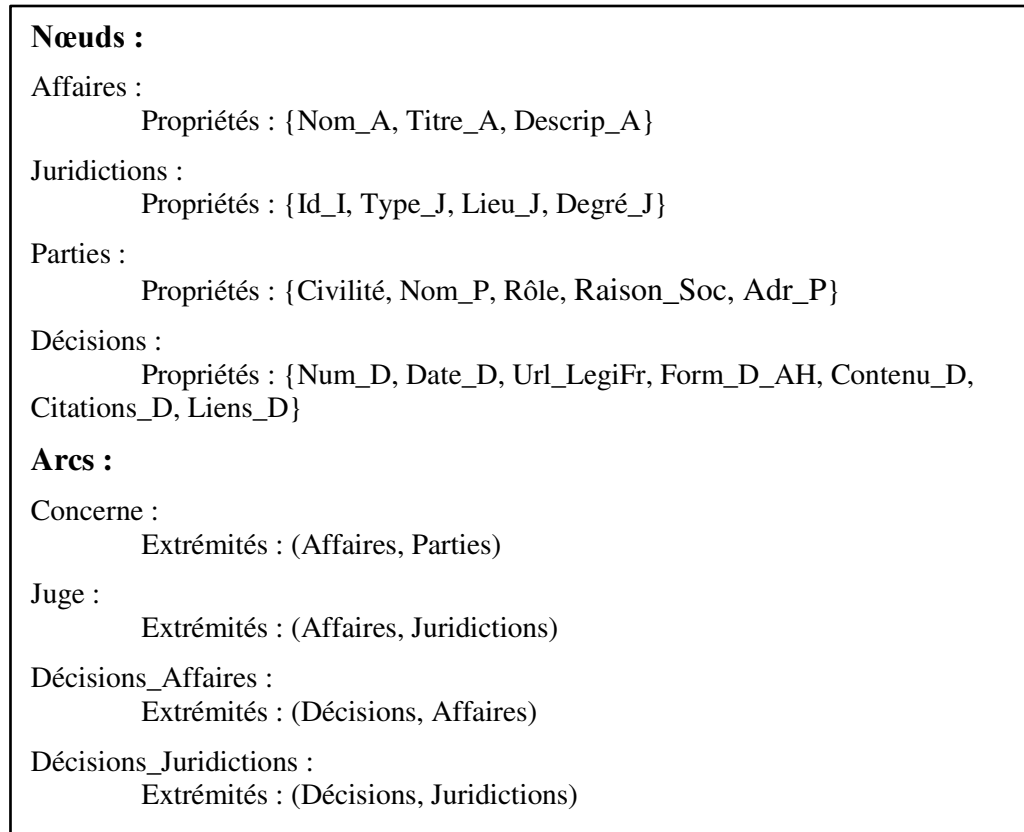 Nœuds :
Affaires :
Propriétés : {Nom_A, Titre_A, Descrip_A}
Juridictions :
Propriétés : {Id_I, Type_J, Lieu_J, Degré_J}
Parties :
Propriétés : {Civilité, Nom_P, Rôle, Raison_Soc, Adr_P}
Décisions :
Propriétés : {Num_D, Date_D, Url_LegiFr, Form_D_AH, Contenu_D,
Citations_D, Liens_D}
Arcs :
Concerne :
Extrémités : (Affaires, Parties)
Juge :
Extrémités : (Affaires, Juridictions)
Décisions_Affaires :
Extrémités : (Décisions, Affaires)
Décisions_Juridictions :
Extrémités : (Décisions, Juridictions)